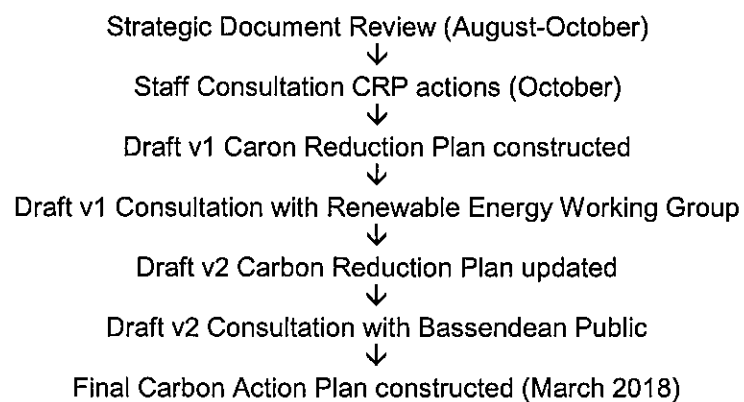 Strategic Document Review (August-October)
↓
Staff Consultation CRP actions (October)
↓
Draft v1 Caron Reduction Plan constructed
↓
Draft v1 Consultation with Renewable Energy Working Group
↓
Draft v2 Carbon Reduction Plan updated
↓
Draft v2 Consultation with Bassendean Public
↓
Final Carbon Action Plan constructed (March 2018)